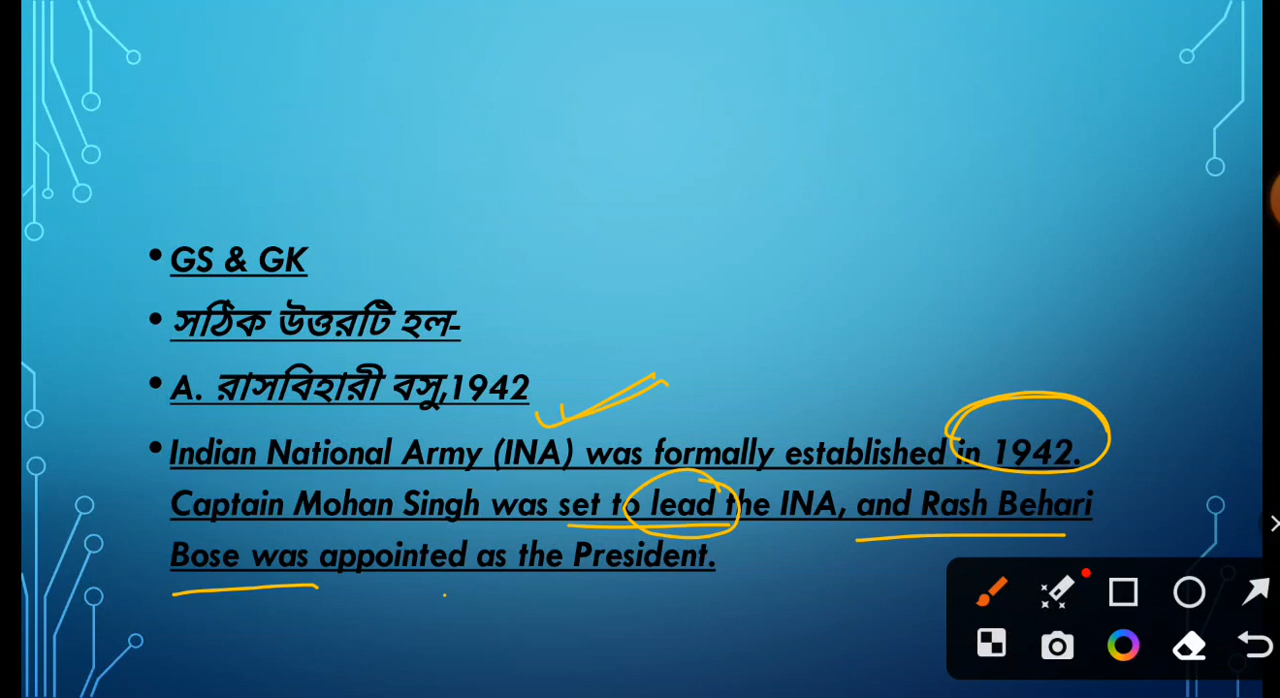 GS & GK
সঠিক উত্তরটি হল-
A. রাসবিহারী বসু,1942
Indian National Army (INA) was formally established in 1942.
Captain Mohan Singh was set to lead the INA, and Rash Behari
Bose was appointed as the President.